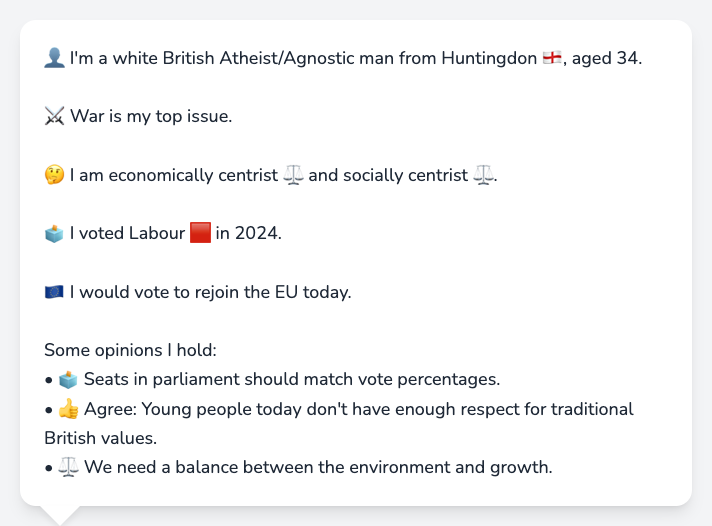 👤 I'm a white British Atheist/Agnostic man from Huntingdon 🏴󠁧󠁢󠁥󠁮󠁧󠁿, aged 34.
⚔️ War is my top issue.
🤔 I am economically centrist ⚖️ and socially centrist ⚖️.
🗳️ I voted Labour 🟥 in 2024.
🇪🇺 I would vote to rejoin the EU today.
Some opinions I hold:
• 🗳️ Seats in parliament should match vote percentages.
• 👍 Agree: Young people today don't have enough respect for traditional
British values.
• ⚖️ We need a balance between the environment and growth.